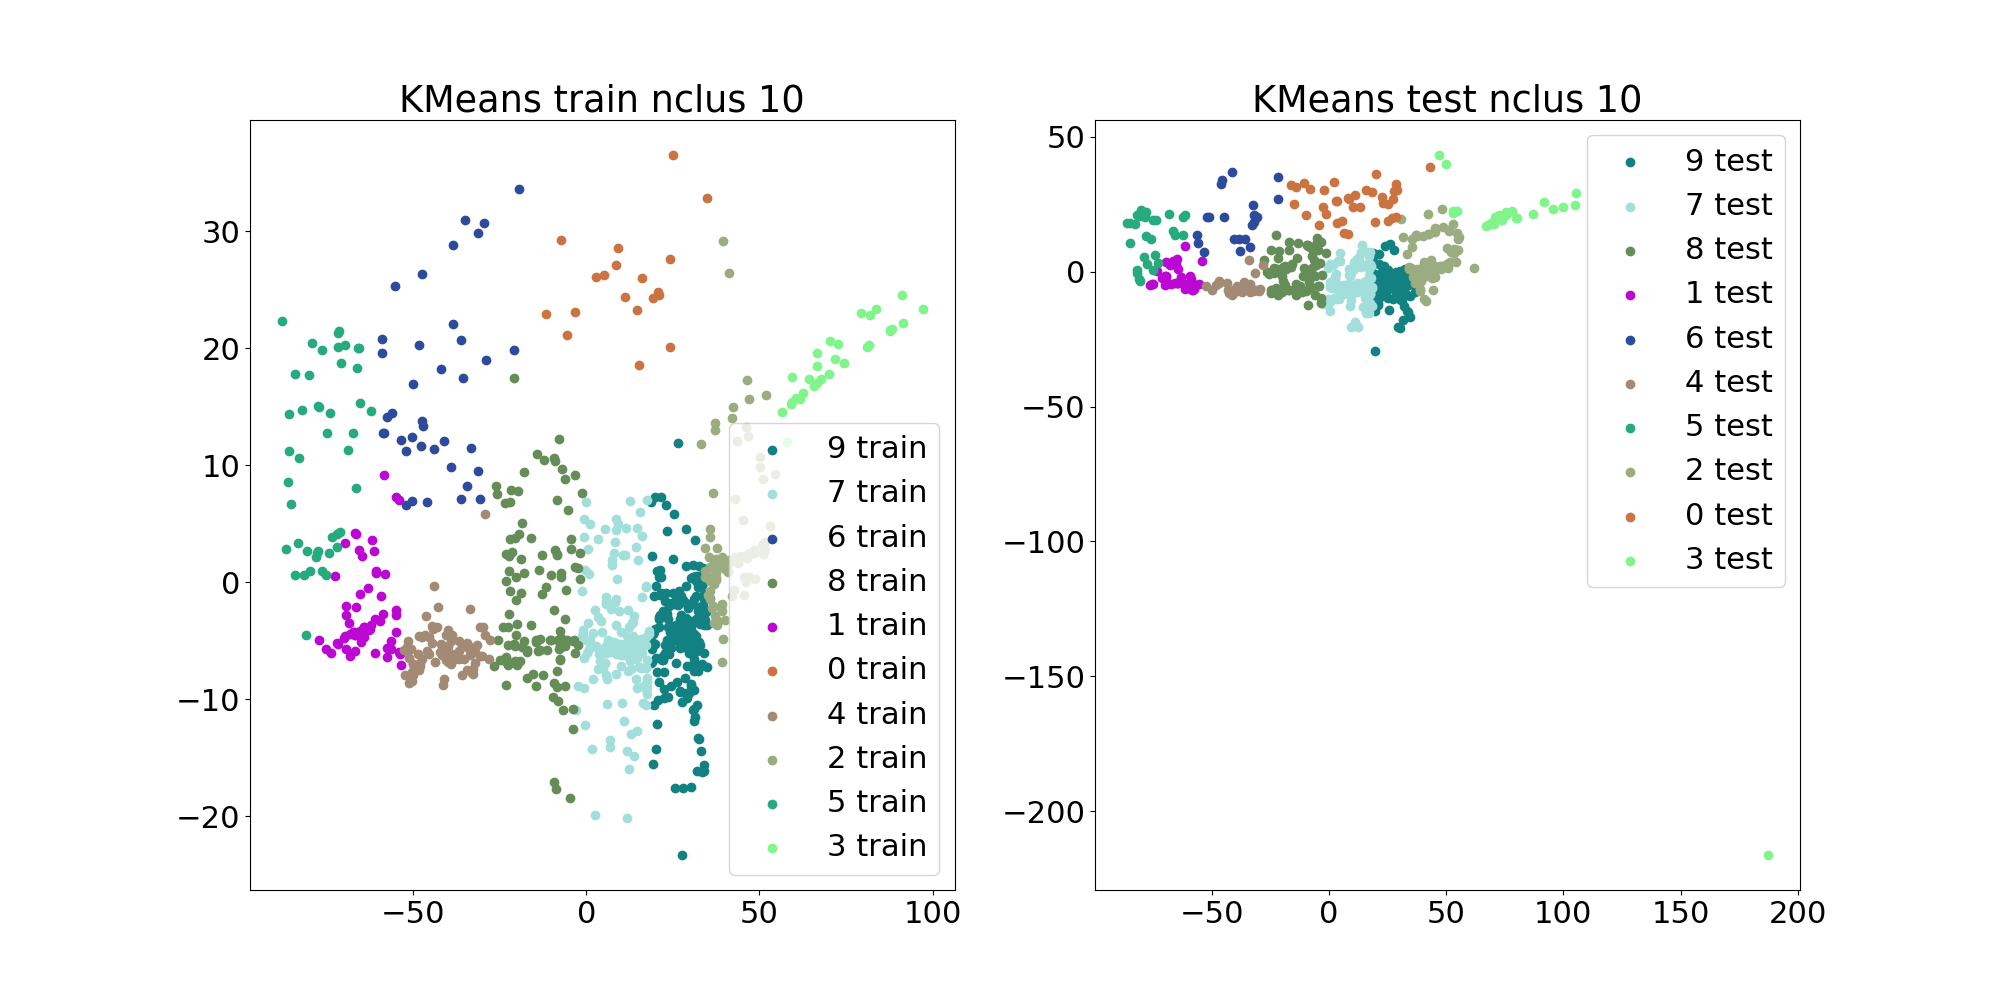 KMeans train nclus 10
30
20
10
0
−10
−20
−50
0
50
100
9 train
7 train
6 train
8 train
1 train
0 train
4 train
2 train
5 train
3 train
KMeans test nclus 10
50
0
−50
−100
−150
−200
−50
0
50
100
150
200
9 test
7 test
8 test
1 test
6 test
4 test
5 test
2 test
0 test
3 test